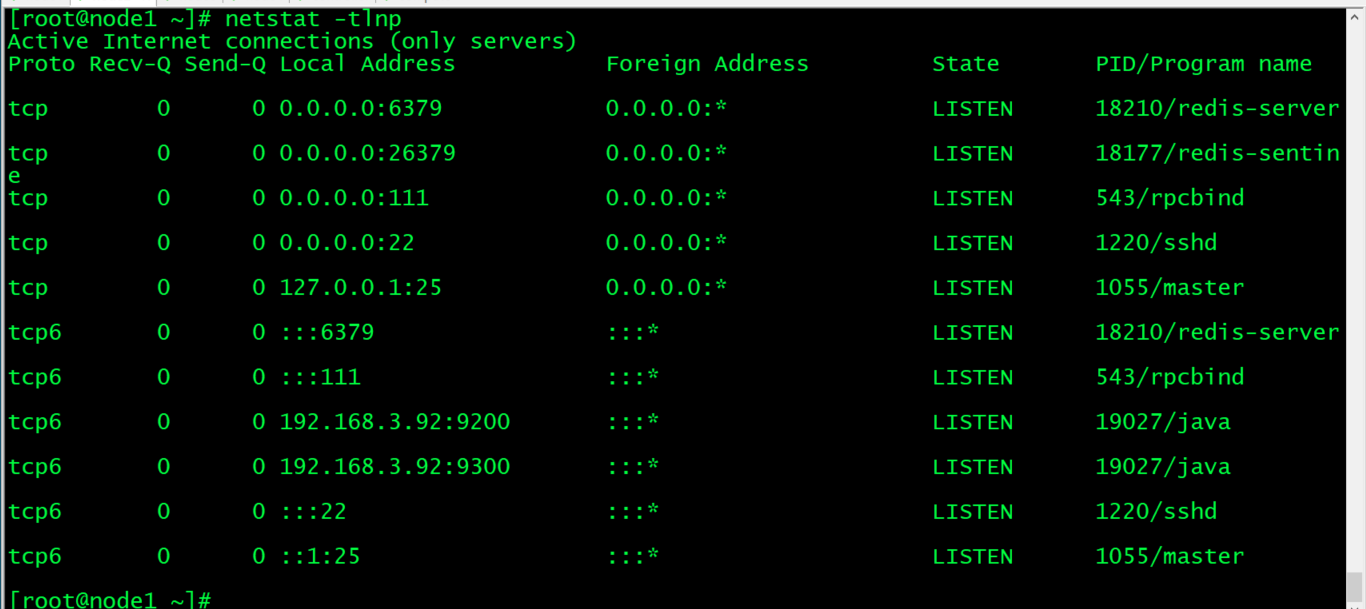 [root@node1 ~]# netstat -tlnp
Active Internet connections (only servers)
Proto Recv-Q Send-Q Local Address           Foreign Address         State       PID/Program name
tcp        0      0 0.0.0.0:6379            0.0.0.0:*               LISTEN      18210/redis-server
tcp        0      0 0.0.0.0:26379           0.0.0.0:*               LISTEN      18177/redis-sentin
e
tcp        0      0 0.0.0.0:111             0.0.0.0:*               LISTEN      543/rpcbind
tcp        0      0 0.0.0.0:22              0.0.0.0:*               LISTEN      1220/sshd
tcp        0      0 127.0.0.1:25            0.0.0.0:*               LISTEN      1055/master
tcp6       0      0 :::6379                 :::*                    LISTEN      18210/redis-server
tcp6       0      0 :::111                  :::*                    LISTEN      543/rpcbind
tcp6       0      0 192.168.3.92:9200       :::*                    LISTEN      19027/java
tcp6       0      0 192.168.3.92:9300       :::*                    LISTEN      19027/java
tcp6       0      0 :::22                   :::*                    LISTEN      1220/sshd
tcp6       0      0 ::1:25                  :::*                    LISTEN      1055/master
[root@node1 ~]#